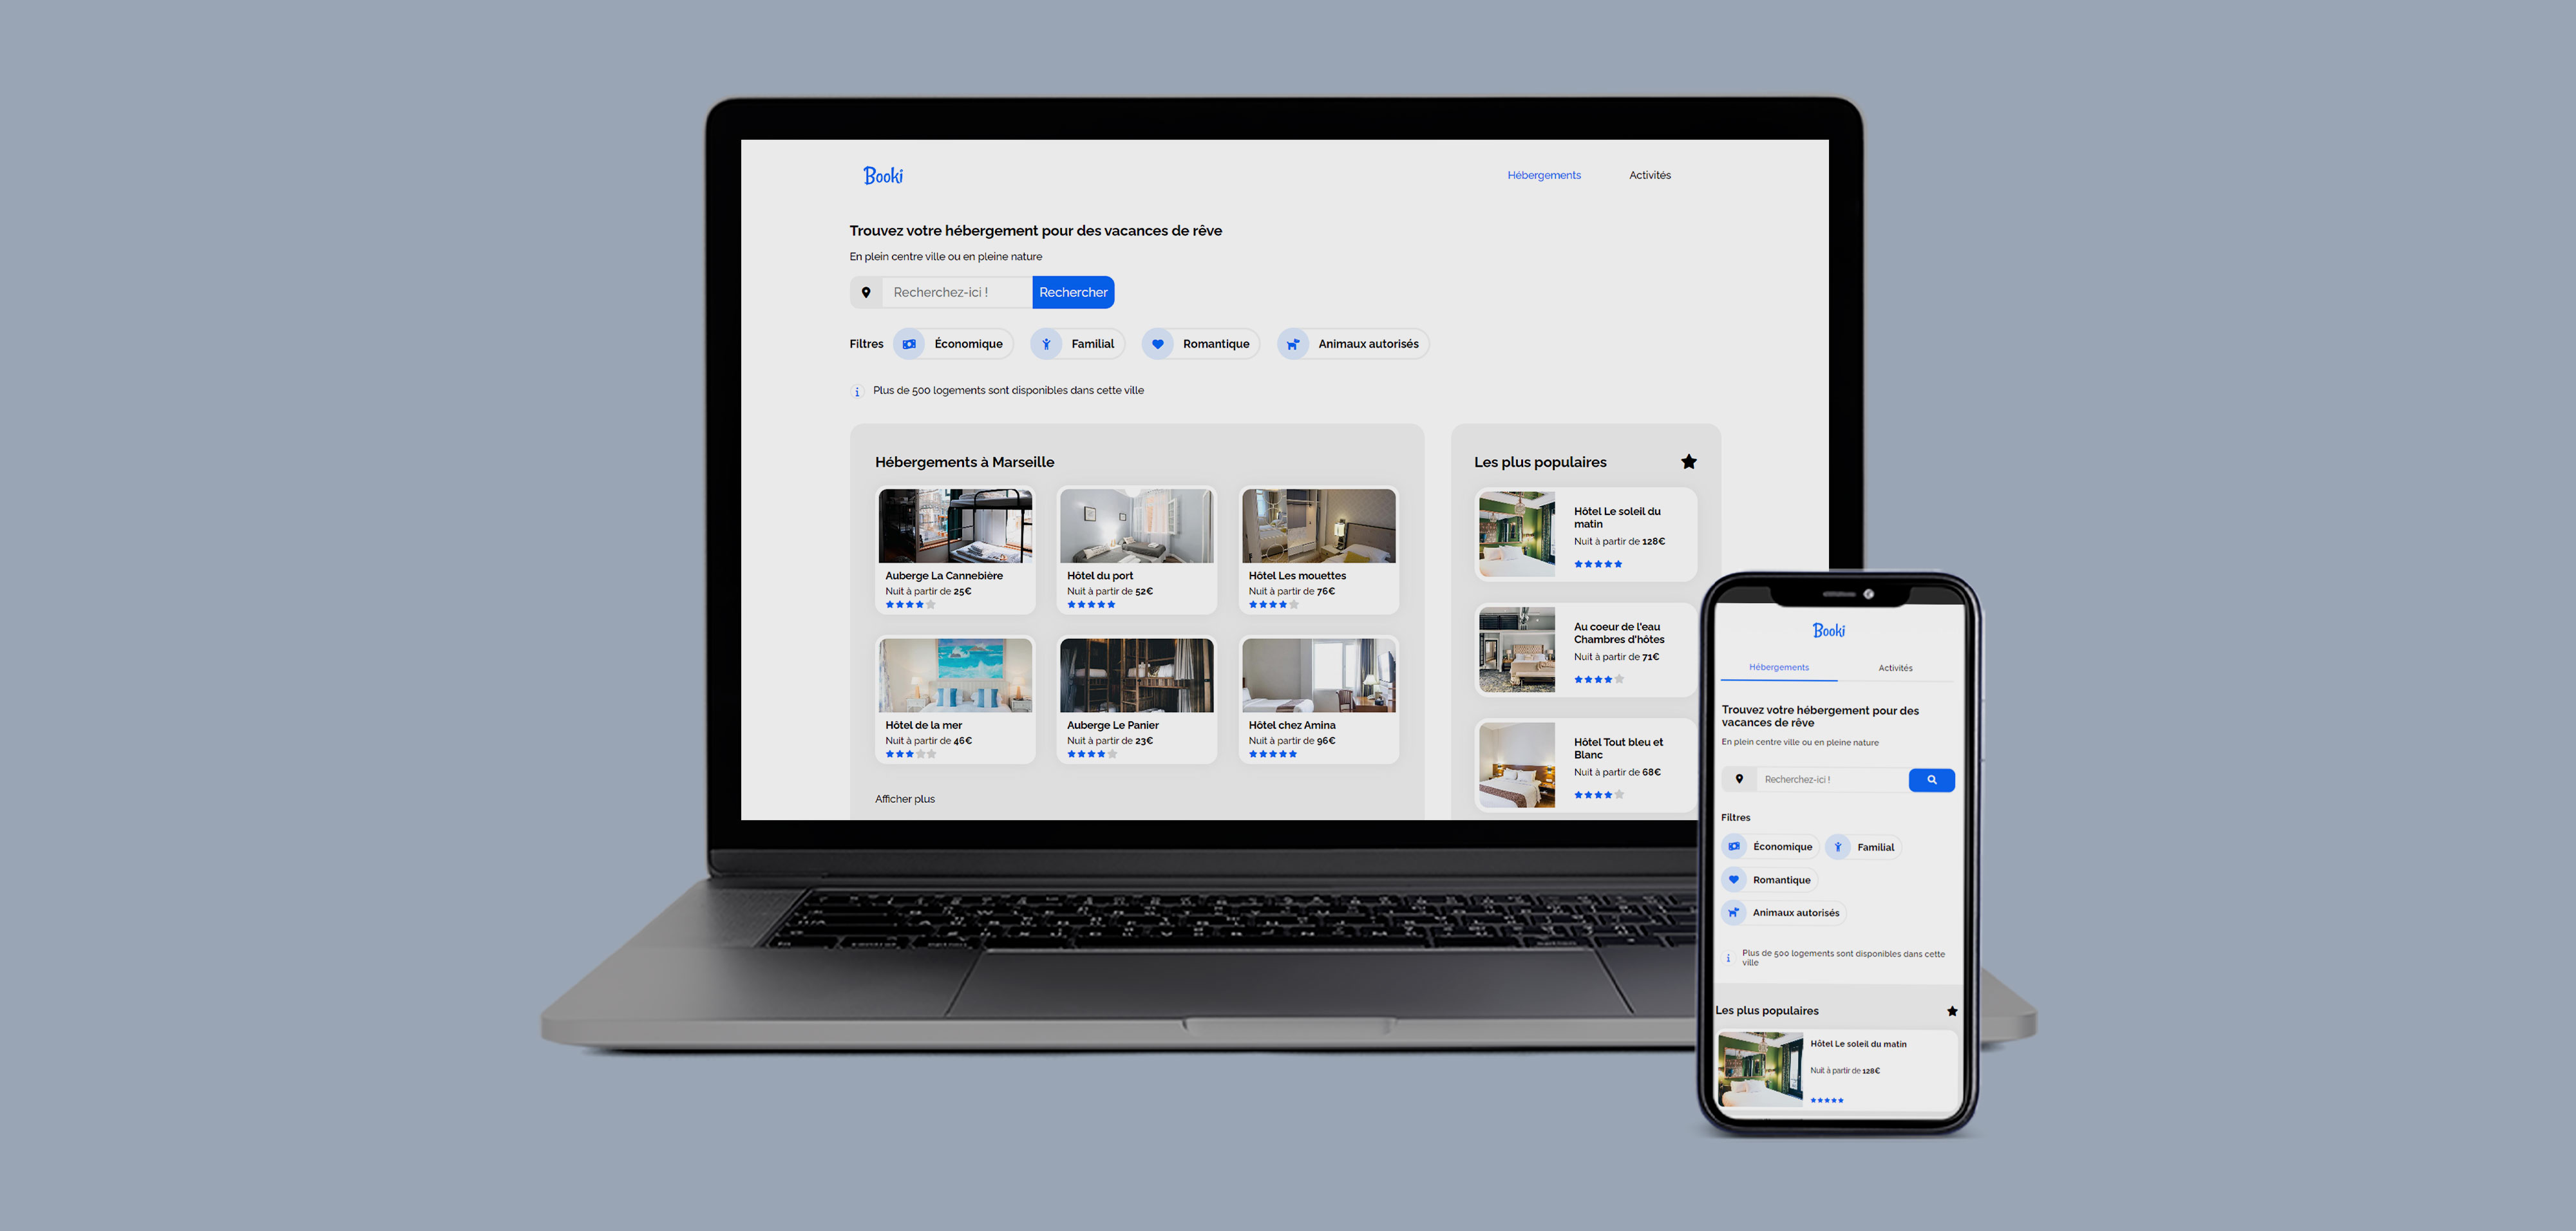 Booki
Hébergements
Activités
Trouvez votre hébergement pour des vacances de rêve
En plein centre ville ou en pleine nature
Recherchez-ici !
Rechercher
Filtres
Économique
Familial
Romantique
Animaux autorisés
Plus de 500 logements sont disponibles dans cette ville
Hébergements à Marseille
Auberge La Cannebière
Nuit à partir de 25€
Hôtel du port
Nuit à partir de 52€
Hôtel Les mouettes
Nuit à partir de 76€
Hôtel de la mer
Nuit à partir de 46€
Auberge Le Panier
Nuit à partir de 23€
Hôtel chez Amina
Nuit à partir de 96€
Afficher plus
Les plus populaires
Hôtel Le soleil du
matin
Nuit à partir de 128€
Au coeur de l'eau
Chambres d'hôtes
Nuit à partir de 71€
Hôtel Tout bleu et
Blanc
Nuit à partir de 68€
Booki
Hébergements
Activités
Trouvez votre hébergement pour des
vacances de rêve
En plein centre ville ou en pleine nature
Recherchez-ici !
Filtres
Économique
Familial
Romantique
Animaux autorisés
Plus de 500 logements sont disponibles dans cette
ville
Les plus populaires
Hôtel Le soleil du matin
Nuit à partir de 128€